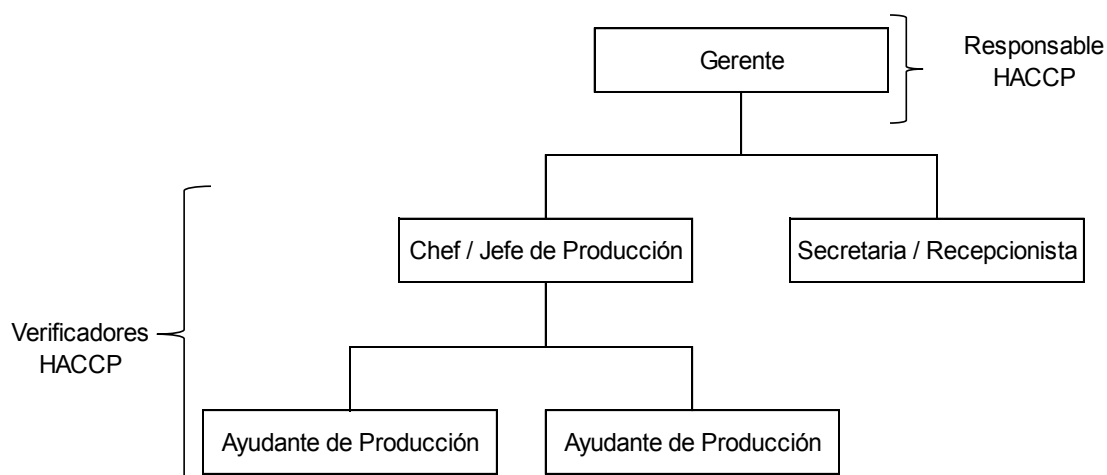 Gerente
Responsable
HACCP
Chef / Jefe de Producción
Secretaria / Recepcionista
Verificadores
HACCP
Ayudante de Producción
Ayudante de Producción